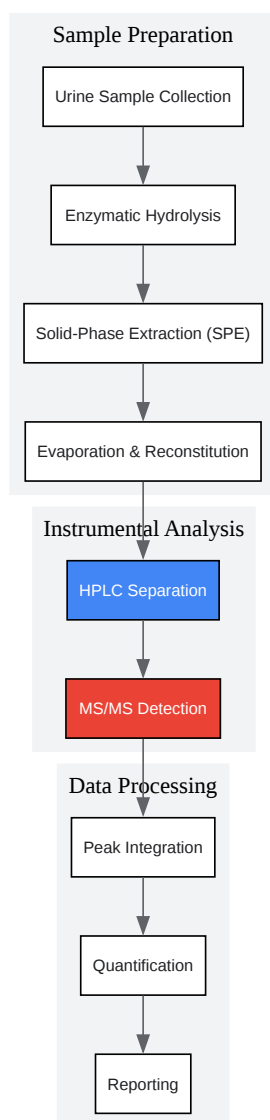 Sample Preparation
Urine Sample Collection
Enzymatic Hydrolysis
Solid-Phase Extraction (SPE)
Evaporation & Reconstitution
Instrumental Analysis
HPLC Separation
MS/MS Detection
Data Processing
Peak Integration
Quantification
Reporting